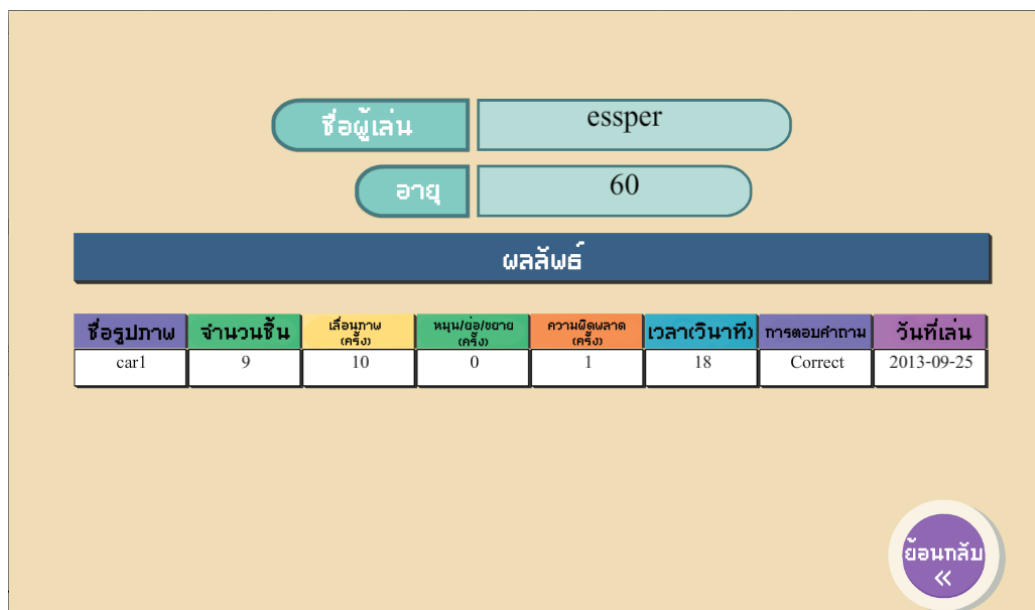 ชื่อผู้เล่น essper
อายุ 60
ผลลัพธ์
ชื่อรูปภาพ จำนวนชิ้น เลื่อนภาพ (ครั้ง) หมุน/ย่อ/ขยาย (ครั้ง) ความผิดพลาด (ครั้ง) เวลา(วินาที) การตอบคำถาม วันที่เล่น
car1 9 10 0 1 18 Correct 2013-09-25
ย้อนกลับ
«